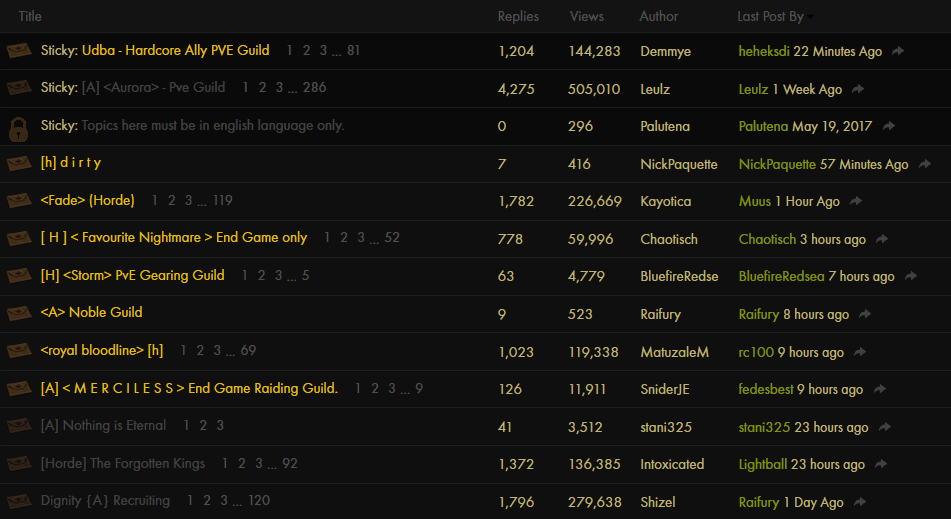 Title Replies Views Author Last Post By
Sticky: Udba - Hardcore Ally PVE Guild 1 2 3 ... 81 1,204 144,283 Demmye heheksdi 22 Minutes Ago
Sticky: [A] <Aurora> - Pve Guild 1 2 3 ... 286 4,275 505,010 Leulz Leulz 1 Week Ago
Sticky: Topics here must be in english language only. 0 296 Palutena Palutena May 19, 2017
[h] d i r t y 7 416 NickPaquette NickPaquette 57 Minutes Ago
<Fade> (Horde) 1 2 3 ... 119 1,782 226,669 Kayotica Muus 1 Hour Ago
[ H ] < Favourite Nightmare > End Game only 1 2 3 ... 52 778 59,996 Chaotisch Chaotisch 3 hours ago
[H] <Storm> PvE Gearing Guild 1 2 3 ... 5 63 4,779 BluefireRedse BluefireRedsea 7 hours ago
<A> Noble Guild 9 523 Raifury Raifury 8 hours ago
<royal bloodline> [h] 1 2 3 ... 69 1,023 119,338 MatuzaleM rc100 9 hours ago
[A] < M E R C I L E S S > End Game Raiding Guild. 1 2 3 ... 9 126 11,911 SniderJE fedesbest 9 hours ago
[A] Nothing is Eternal 1 2 3 41 3,512 stani325 stani325 23 hours ago
[Horde] The Forgotten Kings 1 2 3 ... 92 1,372 136,385 Intoxicated Lightball 23 hours ago
Dignity {A} Recruiting 1 2 3 ... 120 1,796 279,638 Shizel Raifury 1 Day Ago